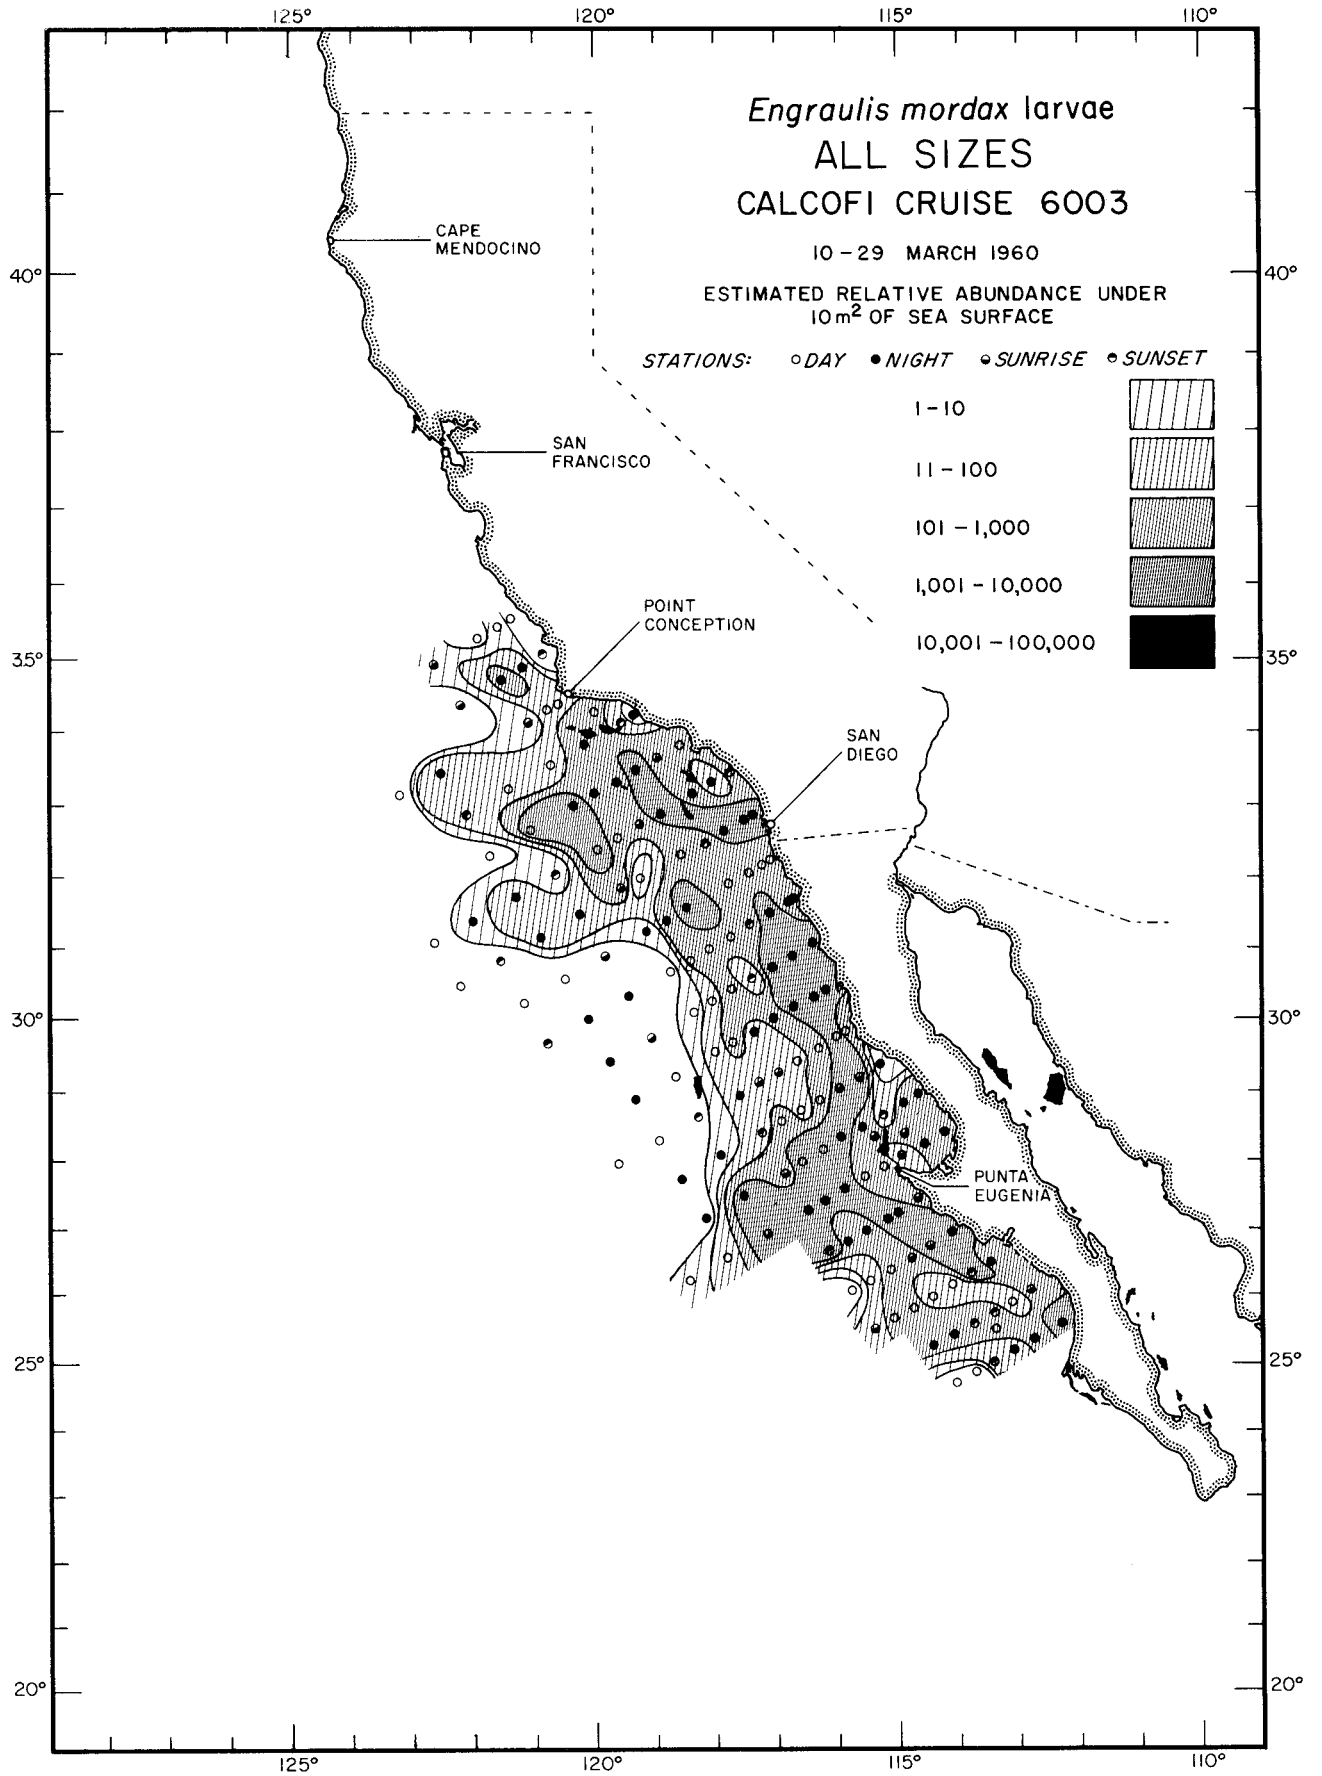 125° 120° 115° 110°
Engraulis mordax larvae
ALL SIZES
CALCOFI CRUISE 6003
10-29 MARCH 1960
ESTIMATED RELATIVE ABUNDANCE UNDER
10m² OF SEA SURFACE
STATIONS: DAY NIGHT SUNRISE SUNSET
1-10
11-100
101-1,000
1,001-10,000
10,001-100,000
CAPE
MENDOCINO
40° 40°
SAN
FRANCISCO
POINT
CONCEPTION
35° 35°
SAN
DIEGO
30° 30°
PUNTA
EUGENIA
25° 25°
20° 20°
125° 120° 115° 110°